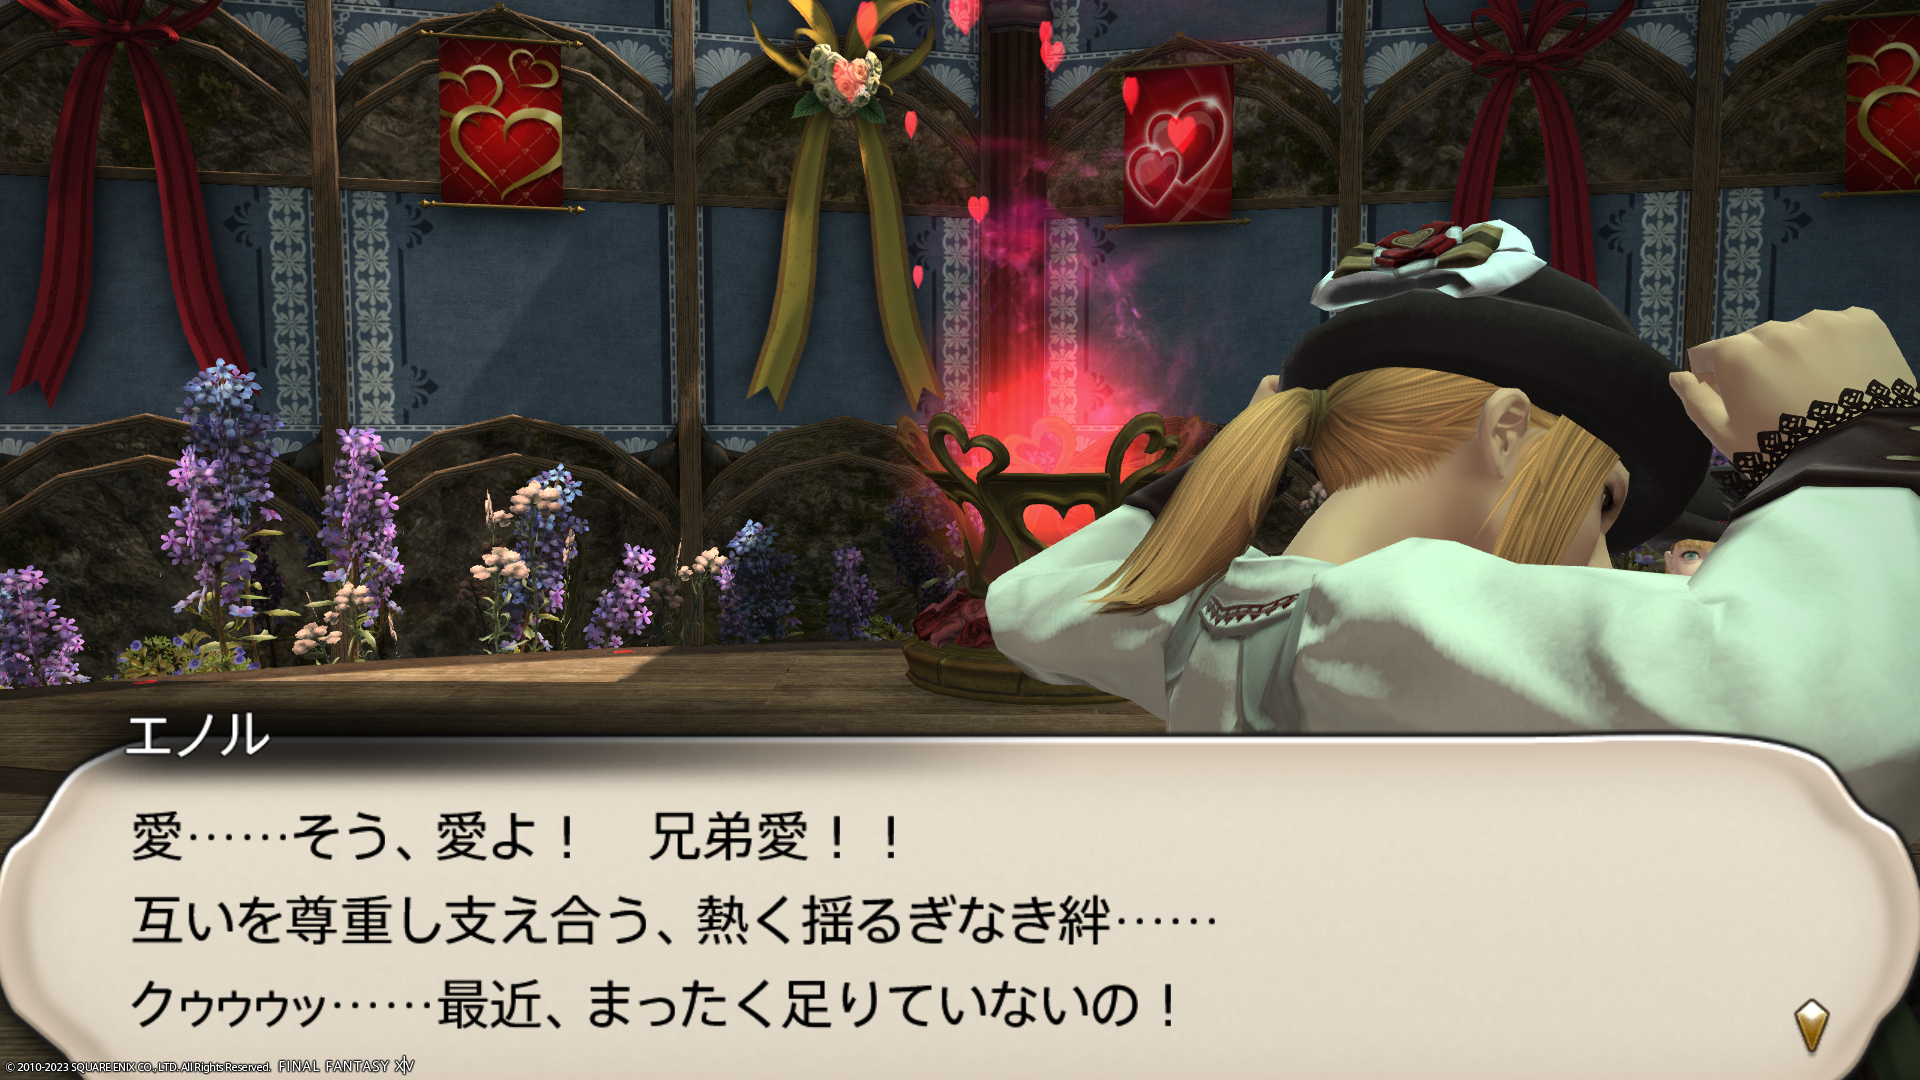 エノル
愛……そう、愛よ！　兄弟愛！！
互いを尊重し支え合う、熱く揺るぎなき絆……
クゥゥゥッ……最近、まったく足りていないの！
© 2010-2023 SQUARE ENIX CO., LTD. All Rights Reserved. FINAL FANTASY XIV